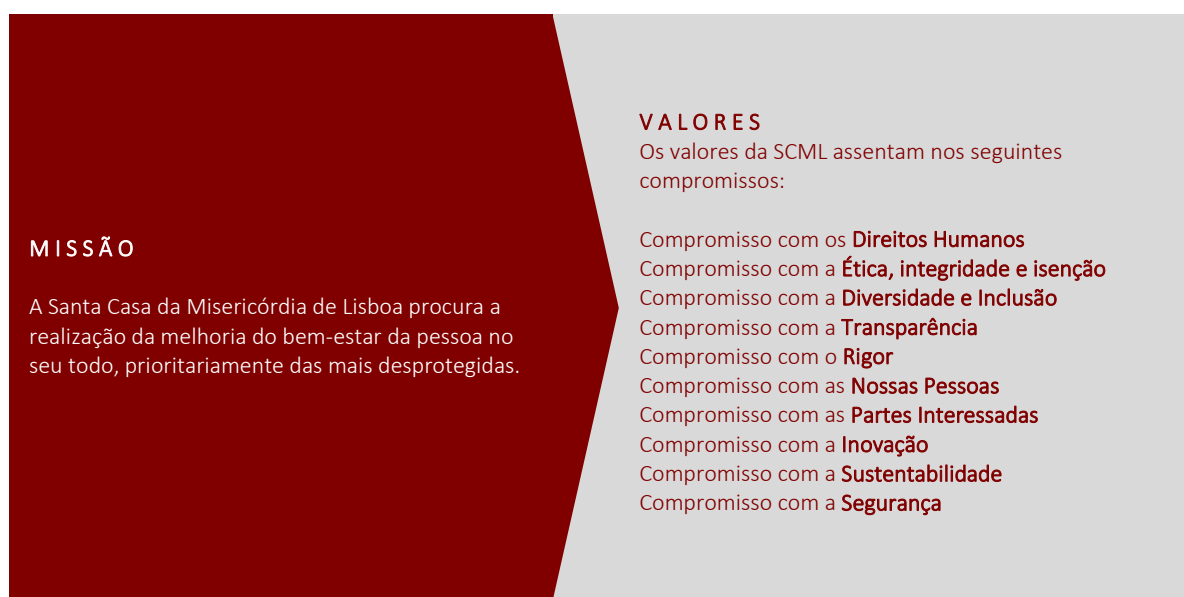 MISSÃO
A Santa Casa da Misericórdia de Lisboa procura a
realização da melhoria do bem-estar da pessoa no
seu todo, prioritariamente das mais desprotegidas.
VALORES
Os valores da SCML assentam nos seguintes
compromissos:
Compromisso com os Direitos Humanos
Compromisso com a Ética, integridade e isenção
Compromisso com a Diversidade e Inclusão
Compromisso com a Transparência
Compromisso com o Rigor
Compromisso com as Nossas Pessoas
Compromisso com as Partes Interessadas
Compromisso com a Inovação
Compromisso com a Sustentabilidade
Compromisso com a Segurança